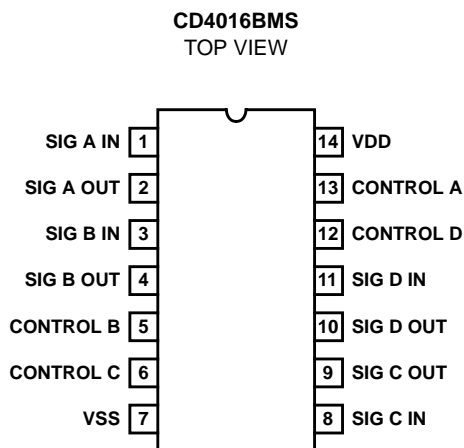 CD4016BMS
TOP VIEW
SIG A IN 1 14 VDD
SIG A OUT 2 13 CONTROL A
SIG B IN 3 12 CONTROL D
SIG B OUT 4 11 SIG D IN
CONTROL B 5 10 SIG D OUT
CONTROL C 6 9 SIG C OUT
VSS 7 8 SIG C IN